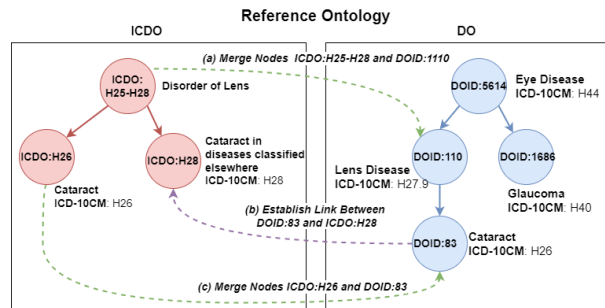 Reference Ontology
ICDO
DO
(a) Merge Nodes ICDO:H25-H28 and DOID:1110
ICDO:
H25-H28
Disorder of Lens
DOID:5614
Eye Disease
ICD-10CM: H44
ICDO:H26
Cataract
ICD-10CM: H26
ICDO:H28
Cataract in
diseases classified
elsewhere
ICD-10CM: H28
DOID:110
Lens Disease
ICD-10CM: H27.9
DOID:1686
Glaucoma
ICD-10CM: H40
(b) Establish Link Between
DOID:83 and ICDO:H28
DOID:83
Cataract
ICD-10CM: H26
(c) Merge Nodes ICDO:H26 and DOID:83